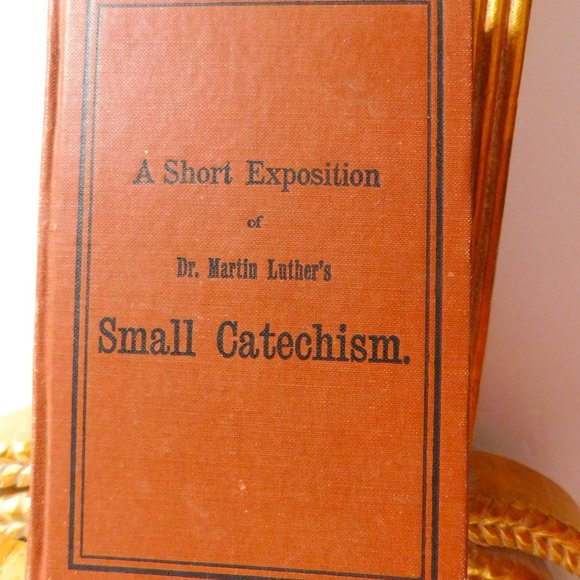 A Short Exposition
of
Dr. Martin Luther's
Small Catechism.